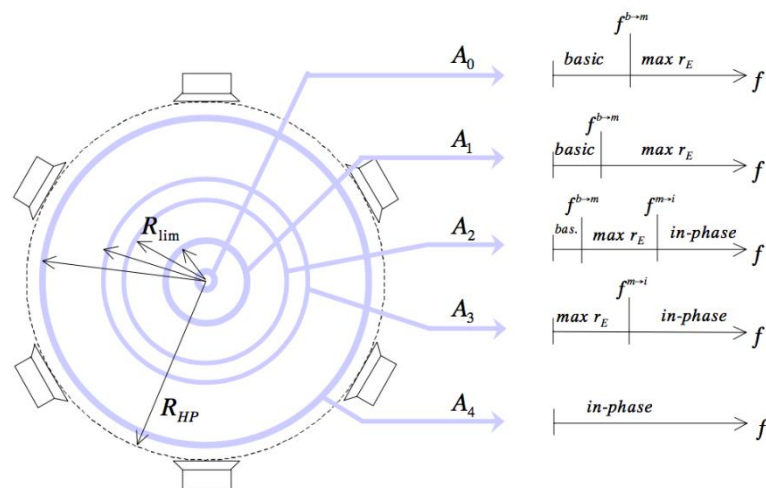 f^{b→m}
A_0 basic max r_E f
f^{b→m}
A_1 basic max r_E f
f^{b→m} f^{m→i}
R_lim A_2 bas. max r_E in-phase f
f^{m→i}
A_3 max r_E in-phase f
R_HP A_4 in-phase f